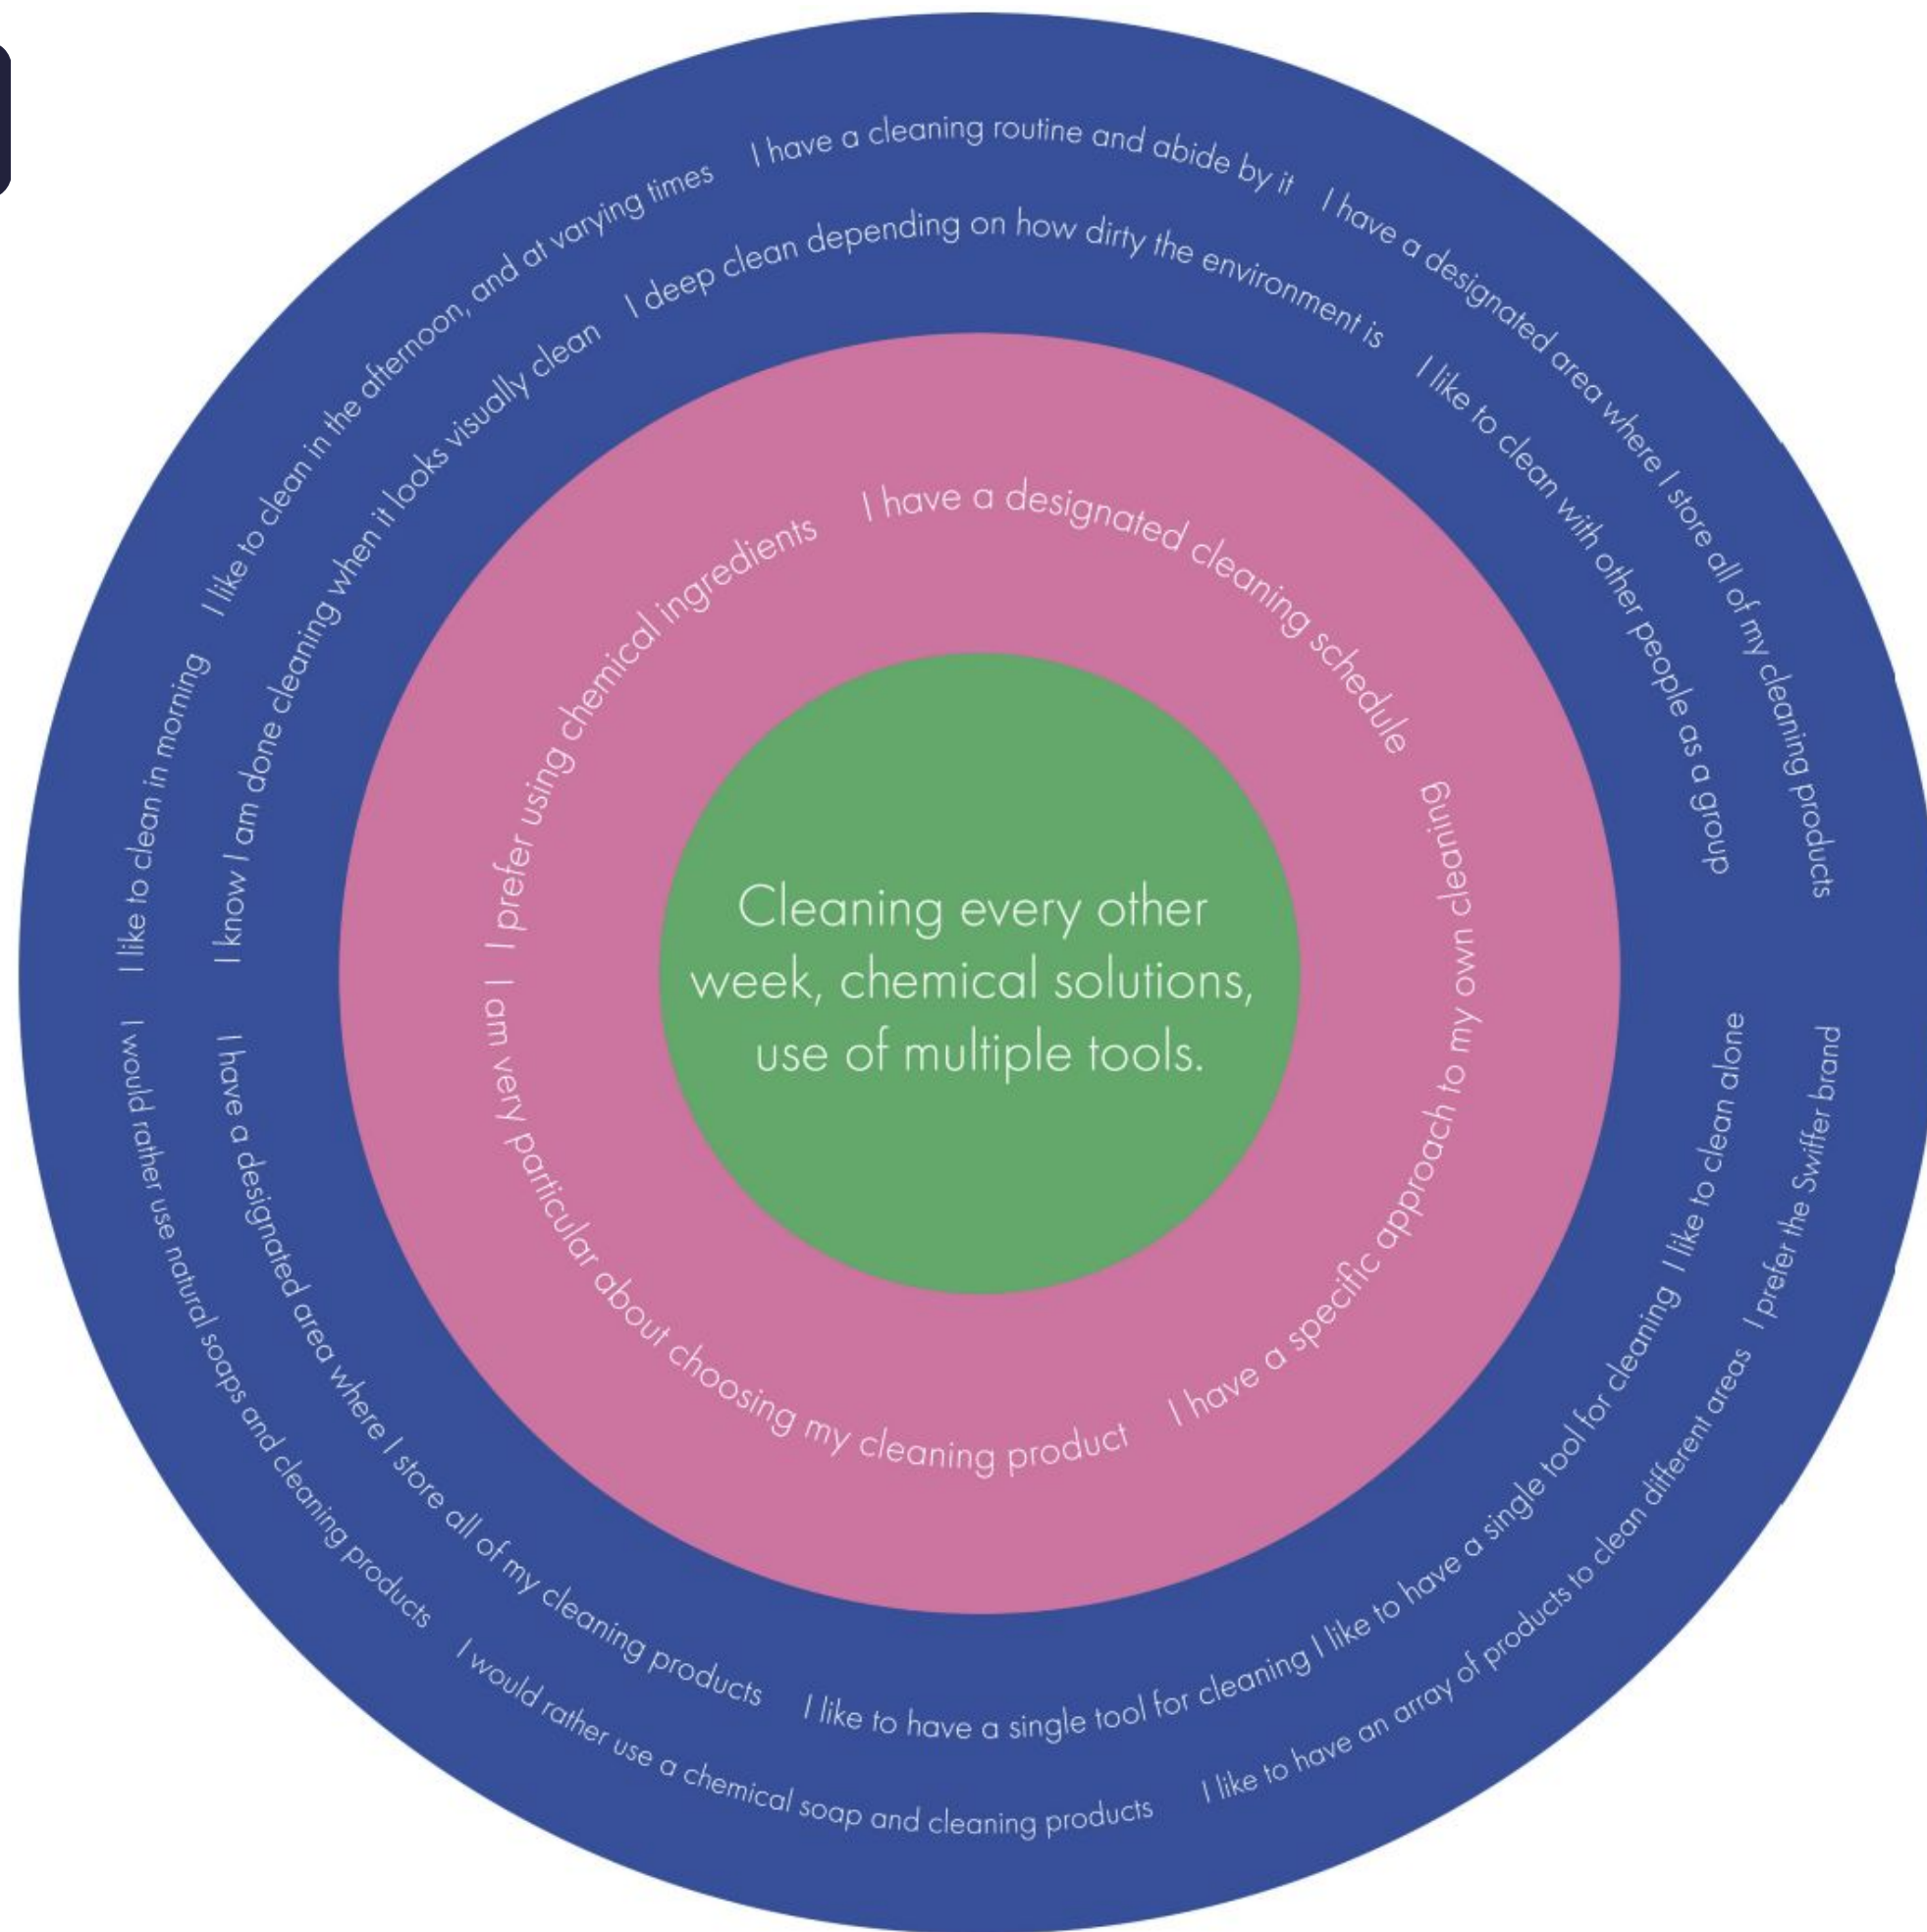 I like to clean in morning
I like to clean in the afternoon, and at varying times
I have a cleaning routine and abide by it
I have a designated area where I store all of my cleaning products
I know I am done cleaning when it looks visually clean
I deep clean depending on how dirty the environment is
I like to clean with other people as a group
I prefer using chemical ingredients
I have a designated cleaning schedule
Cleaning every other
week, chemical solutions,
use of multiple tools.
I am very particular about choosing my cleaning product
I have a specific approach to my own cleaning
I have a designated area where I store all of my cleaning products
I like to have a single tool for cleaning I like to have a single tool for cleaning
I like to clean alone
I would rather use natural soaps and cleaning products
I would rather use a chemical soap and cleaning products
I like to have an array of products to clean different areas
I prefer the Swiffer brand